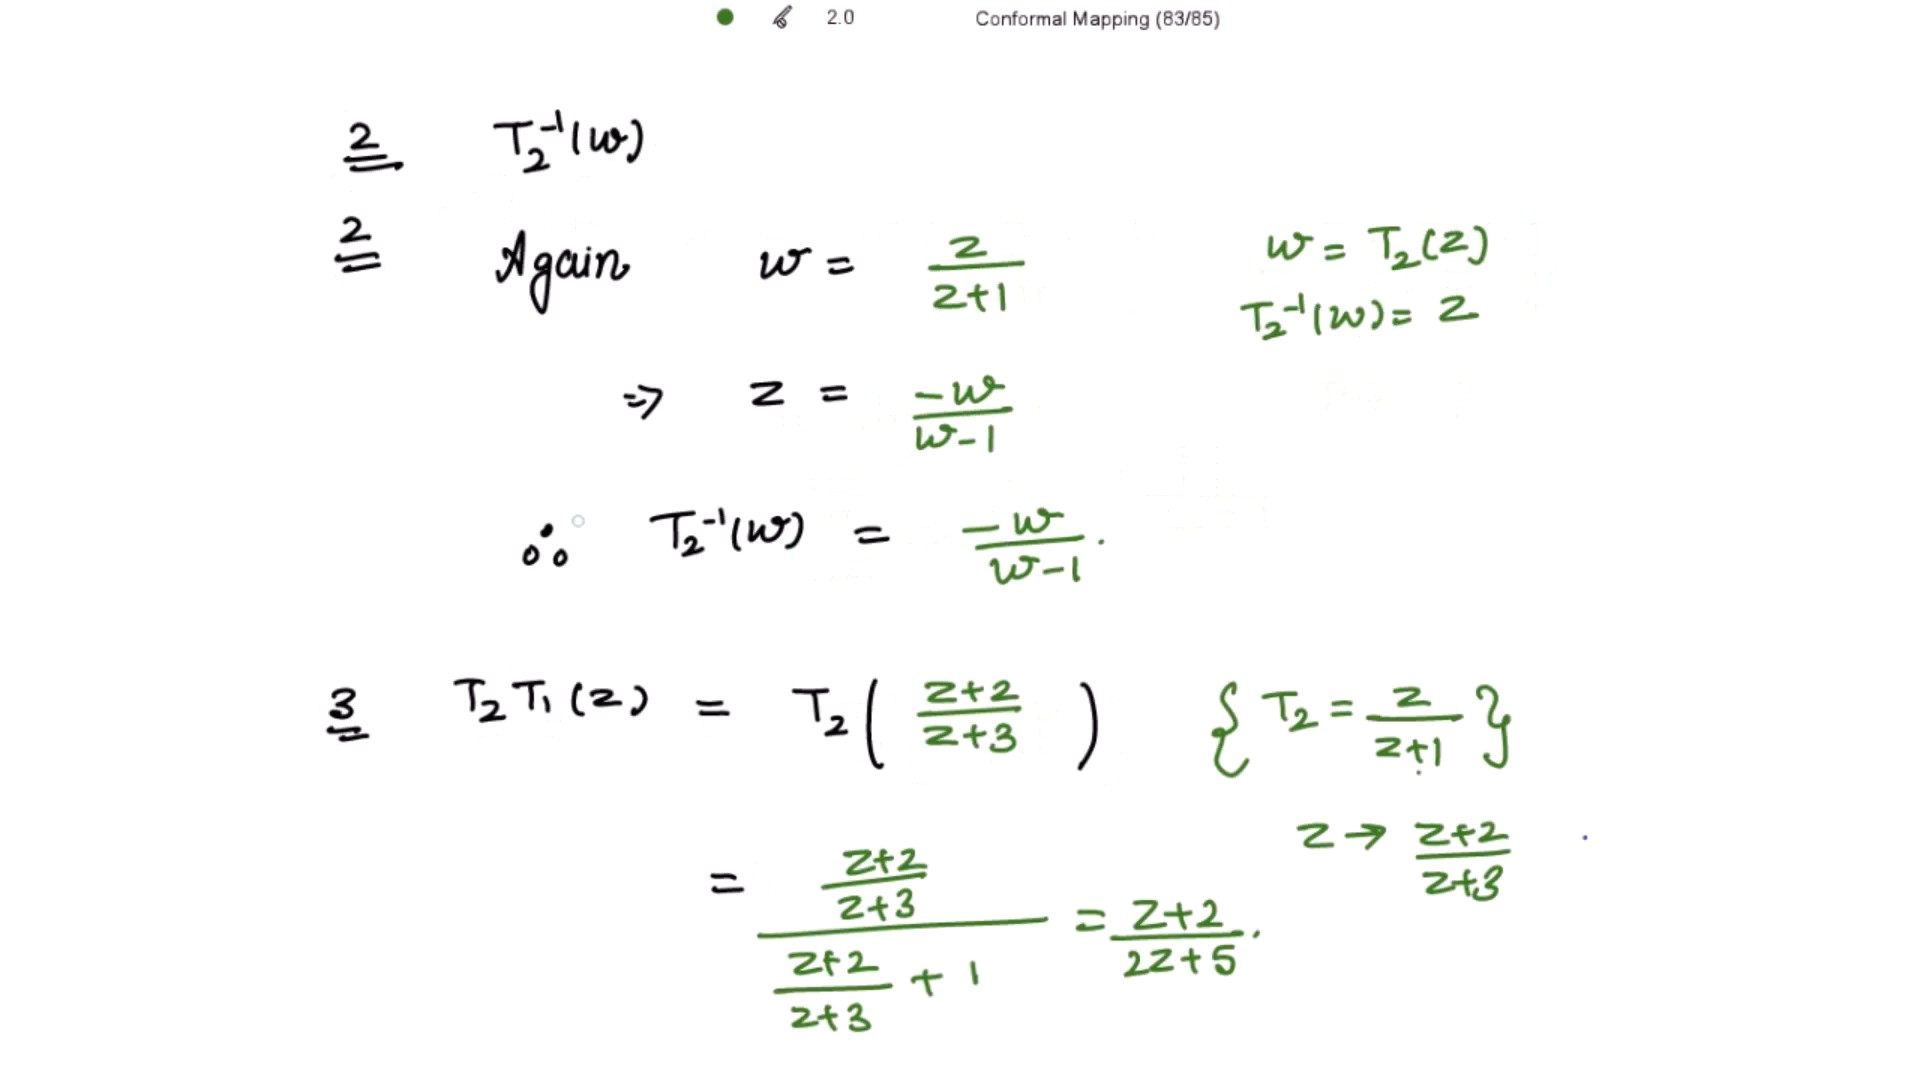 2.0 Conformal Mapping (83/85)
2 T₂⁻¹(w)
2 Again w = z/(z+1) w = T₂(z)
T₂⁻¹(w) = z
⇒ z = -w/(w-1)
∴ T₂⁻¹(w) = -w/(w-1).
3 T₂T₁(z) = T₂((z+2)/(z+3)) {T₂ = z/(z+1)}
z → (z+2)/(z+3)
= ((z+2)/(z+3))/((z+2)/(z+3) + 1) = (z+2)/(2z+5).